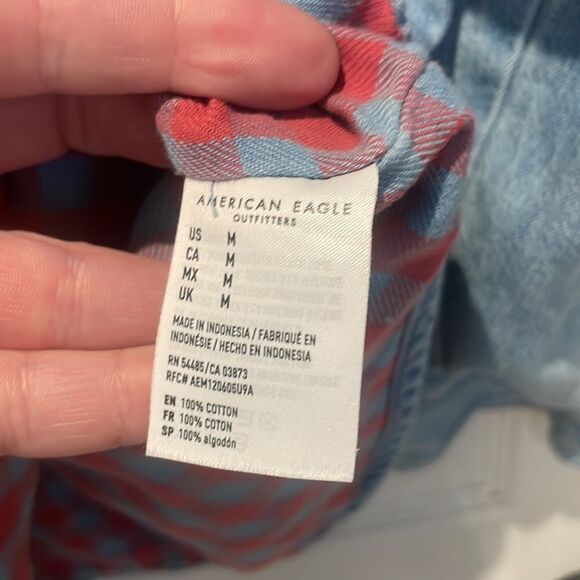 AMERICAN EAGLE
OUTFITTERS
US M
CA M
MX M
UK M
MADE IN INDONESIA / FABRIQUÉ EN
INDONÉSIE / HECHO EN INDONESIA
RN 54485/CA 03873
RFC# AEM120605U9A
EN 100% COTTON
FR 100% COTON
SP 100% algodón